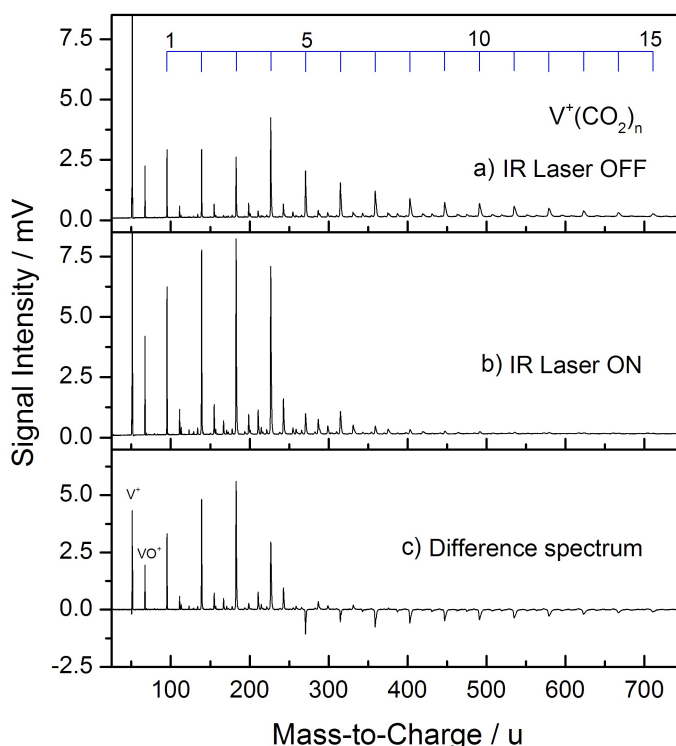 1 5 10 15
V⁺(CO₂)ₙ
a) IR Laser OFF
7.5
5.0
2.5
0.0
b) IR Laser ON
7.5
5.0
2.5
0.0
c) Difference spectrum
V⁺
VO⁺
5.0
2.5
0.0
-2.5
Signal Intensity / mV
100 200 300 400 500 600 700
Mass-to-Charge / u